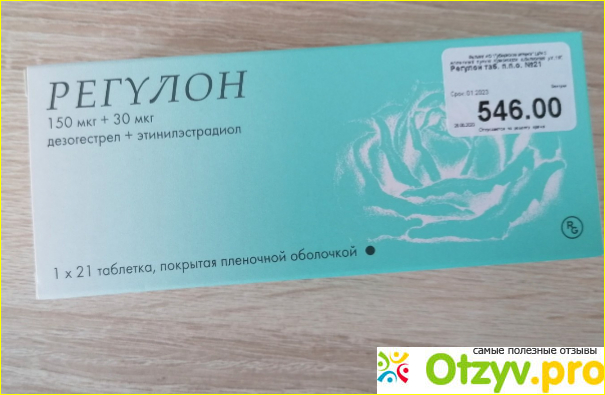 РЕГУЛОН
150 мкг + 30 мкг
дезогестрел + этинилэстрадиол
1 x 21 таблетка, покрытая пленочной оболочкой
Регулон таб. п.п.о. №21
546.00
RG
самые полезные отзывы
Otzyv.pro